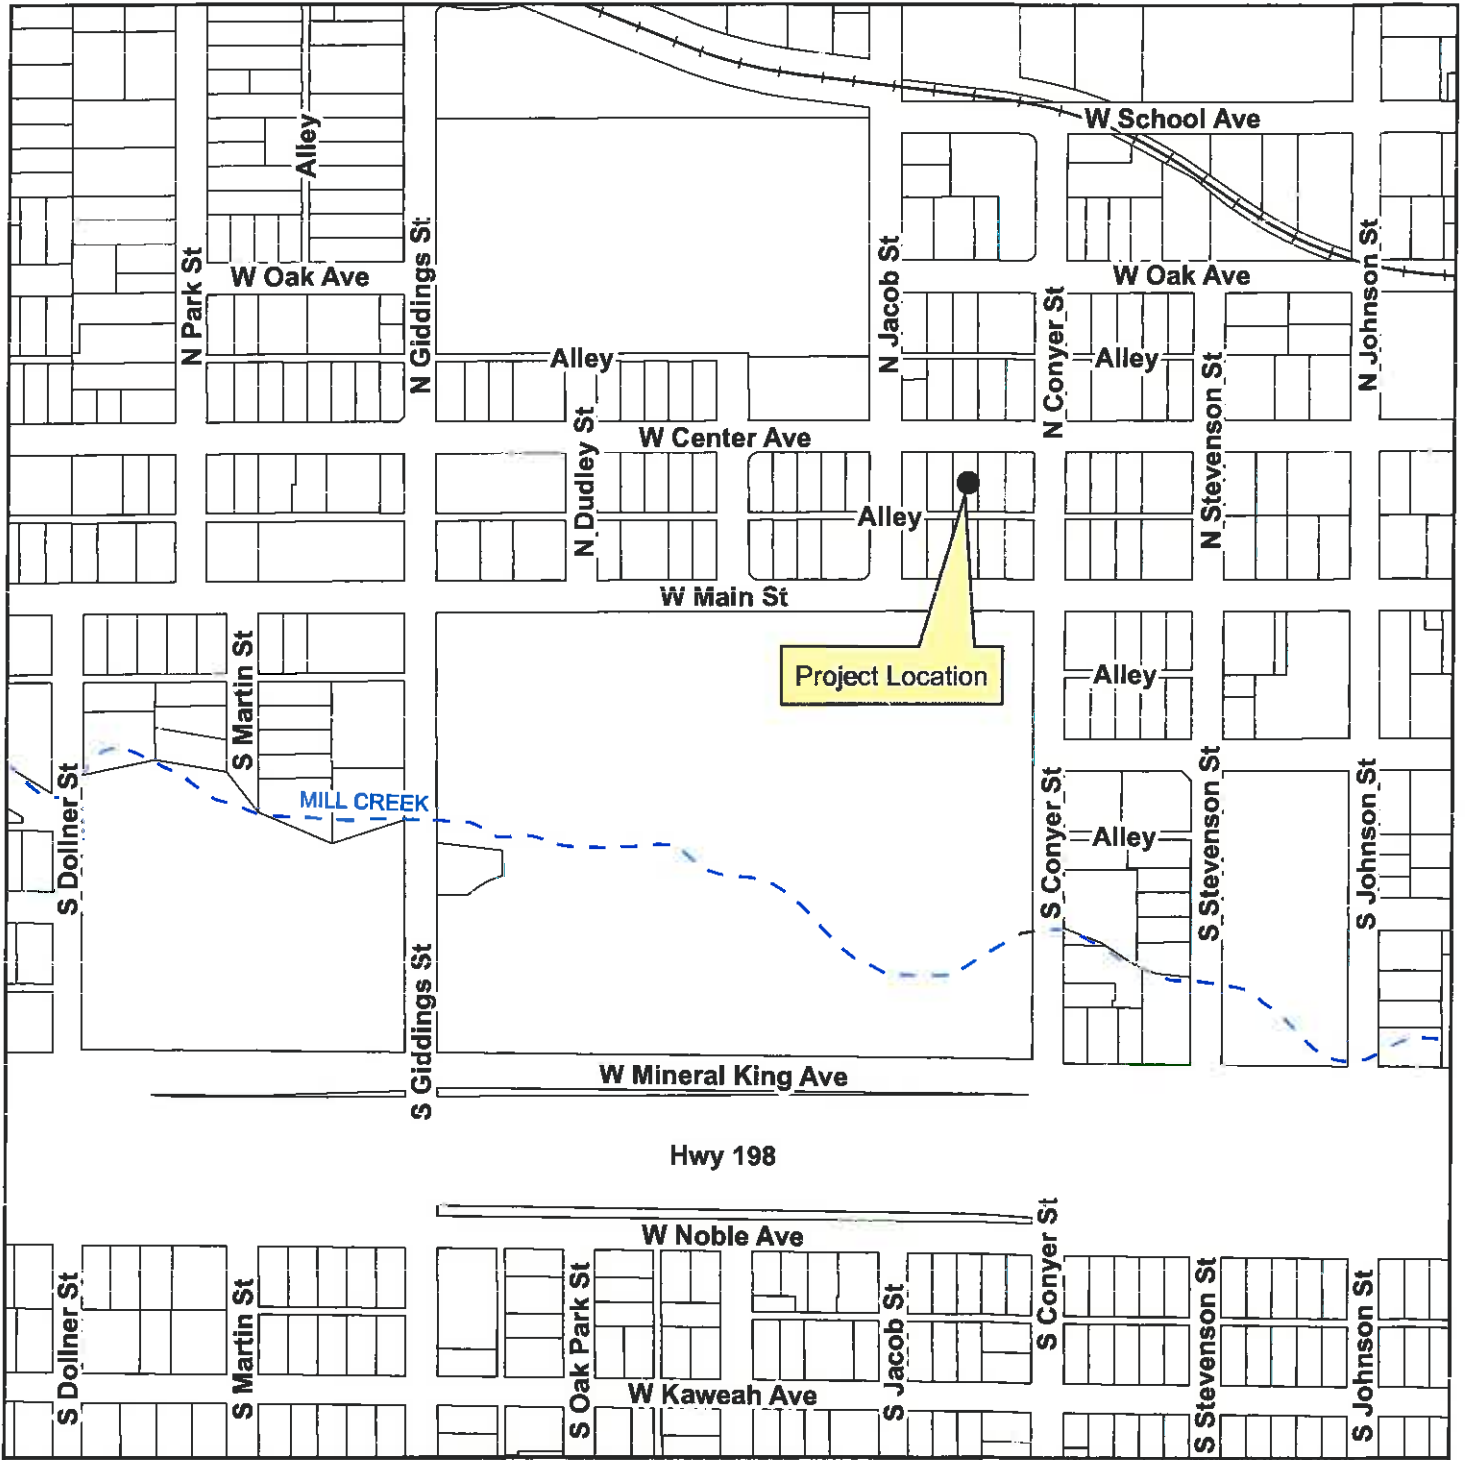 W School Ave
Alley
N Park St
W Oak Ave
N Giddings St
N Jacob St
W Oak Ave
N Conyer St
N Johnson St
Alley
Alley
N Stevenson St
N Dudley St
W Center Ave
Alley
W Main St
Project Location
Alley
S Martin St
S Dollner St
MILL CREEK
S Conyer St
Alley
S Stevenson St
S Johnson St
S Giddings St
W Mineral King Ave
Hwy 198
W Noble Ave
S Conyer St
S Dollner St
S Martin St
S Oak Park St
S Jacob St
S Stevenson St
S Johnson St
W Kaweah Ave